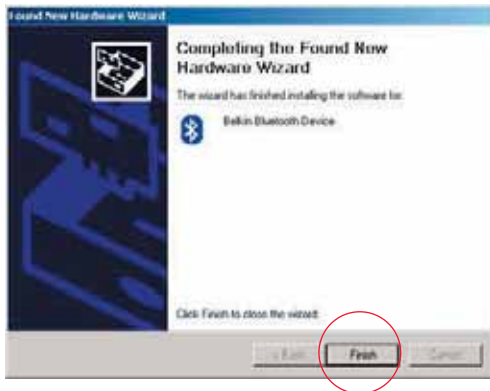 Found New Hardware Wizard
Completing the Found New
Hardware Wizard
The wizard has finished installing the software for:
Belkin Bluetooth Device
Click Finish to close the wizard.
< Back
Finish
Cancel